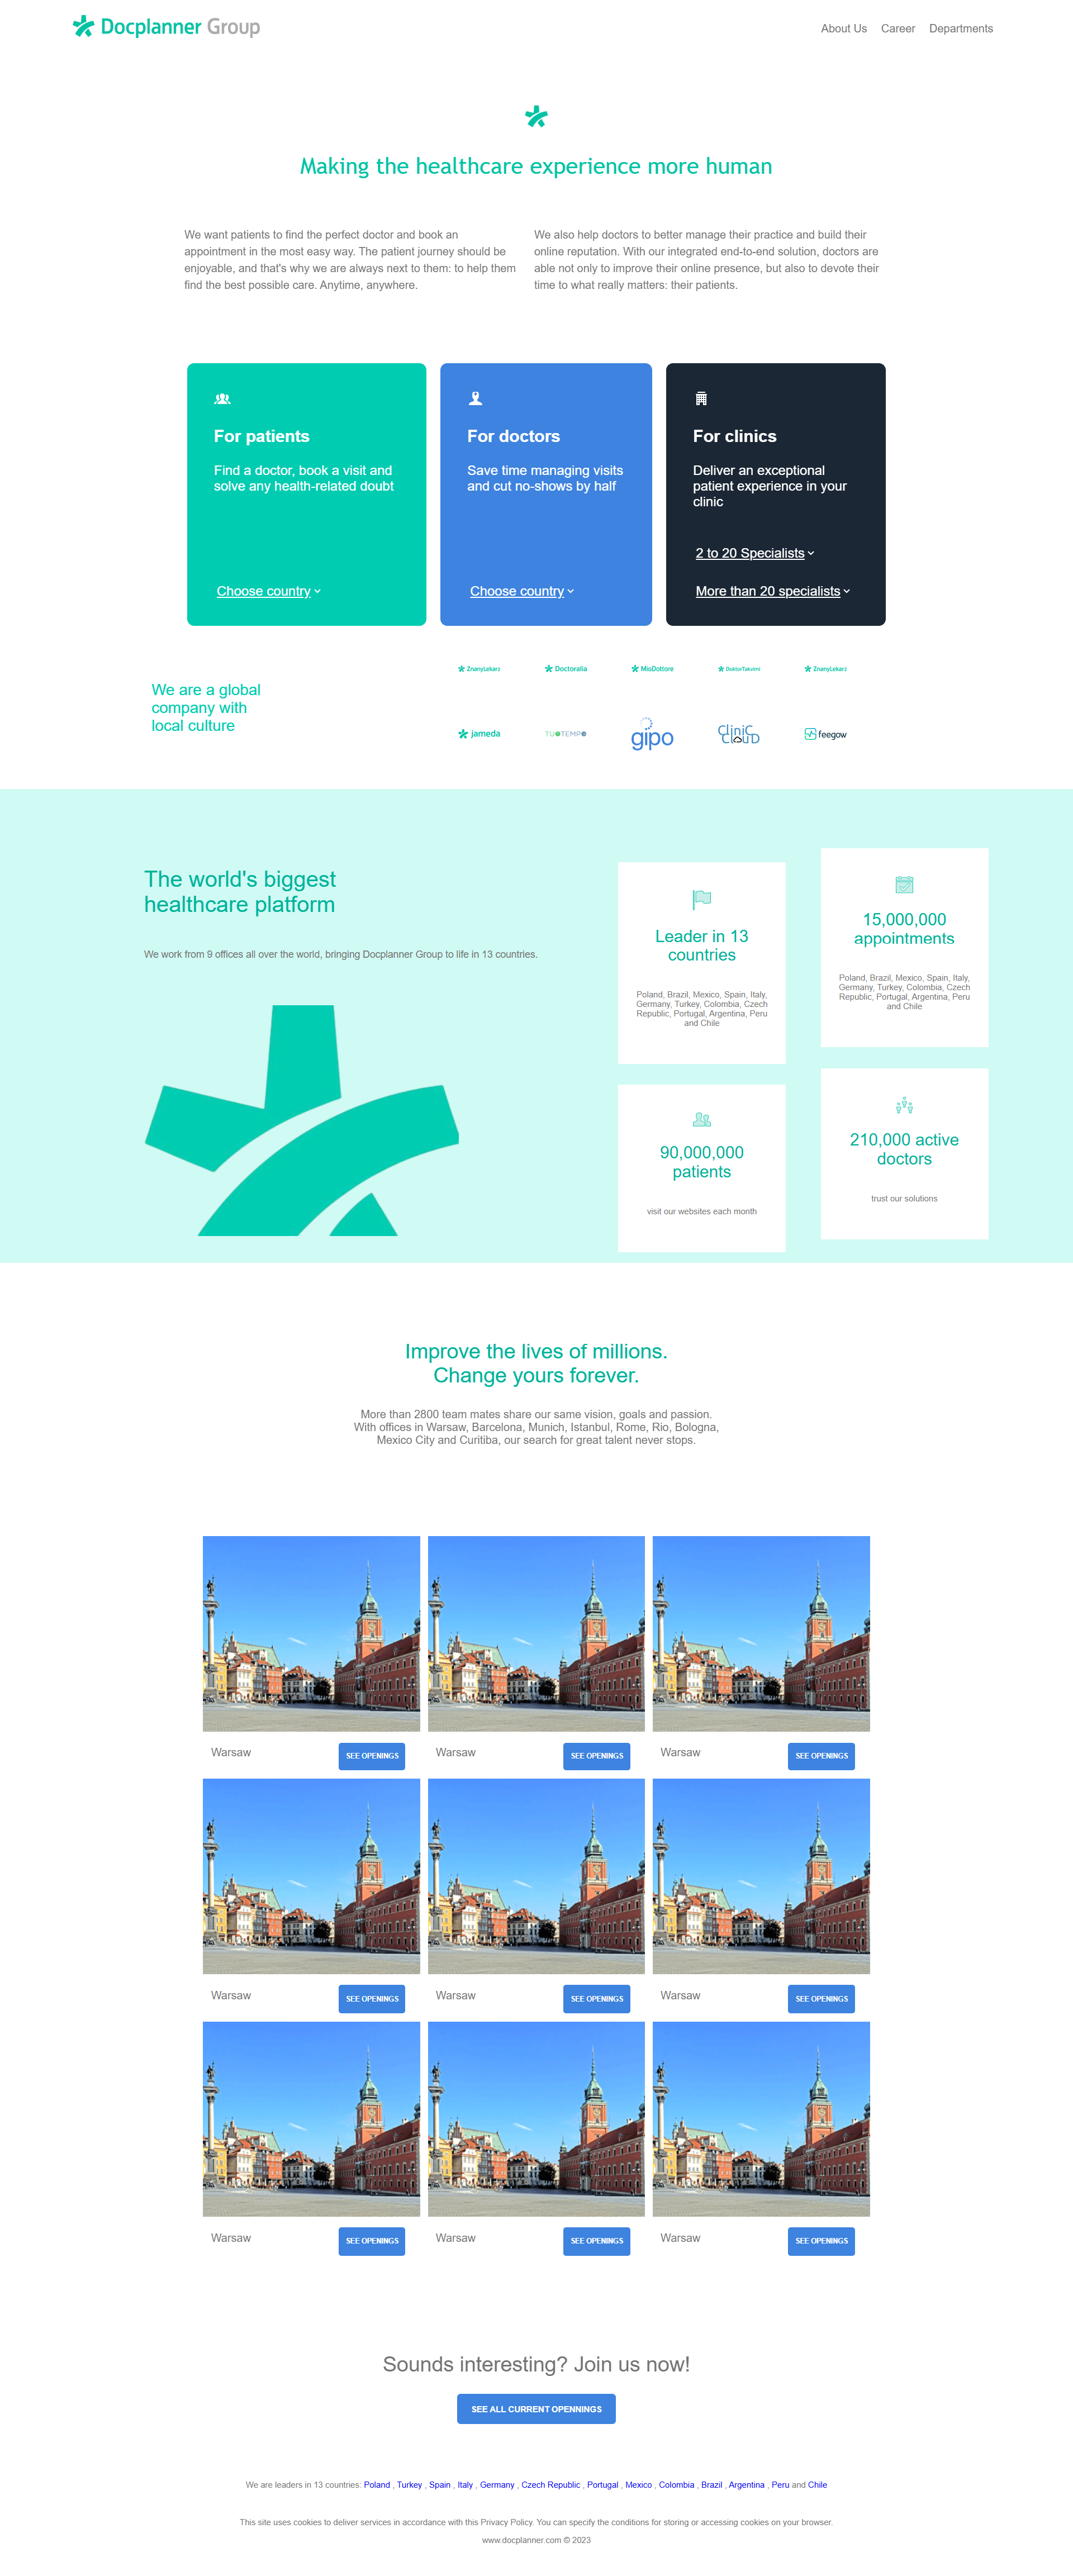 Docplanner Group
About Us Career Departments
Making the healthcare experience more human
We want patients to find the perfect doctor and book an
appointment in the most easy way. The patient journey should be
enjoyable, and that's why we are always next to them: to help them
find the best possible care. Anytime, anywhere.
We also help doctors to better manage their practice and build their
online reputation. With our integrated end-to-end solution, doctors are
able not only to improve their online presence, but also to devote their
time to what really matters: their patients.
For patients
Find a doctor, book a visit and
solve any health-related doubt
Choose country
For doctors
Save time managing visits
and cut no-shows by half
Choose country
For clinics
Deliver an exceptional
patient experience in your
clinic
2 to 20 Specialists
More than 20 specialists
We are a global
company with
local culture
ZnanyLekarz Doctoralia MioDottore DoktorTakvimi ZnanyLekarz
jameda TUOTEMPO gipo CLINIC CLOUD feegow
The world's biggest
healthcare platform
We work from 9 offices all over the world, bringing Docplanner Group to life in 13 countries.
Leader in 13
countries
Poland, Brazil, Mexico, Spain, Italy,
Germany, Turkey, Colombia, Czech
Republic, Portugal, Argentina, Peru
and Chile
15,000,000
appointments
Poland, Brazil, Mexico, Spain, Italy,
Germany, Turkey, Colombia, Czech
Republic, Portugal, Argentina, Peru
and Chile
90,000,000
patients
visit our websites each month
210,000 active
doctors
trust our solutions
Improve the lives of millions.
Change yours forever.
More than 2800 team mates share our same vision, goals and passion.
With offices in Warsaw, Barcelona, Munich, Istanbul, Rome, Rio, Bologna,
Mexico City and Curitiba, our search for great talent never stops.
Warsaw SEE OPENINGS Warsaw SEE OPENINGS Warsaw SEE OPENINGS
Warsaw SEE OPENINGS Warsaw SEE OPENINGS Warsaw SEE OPENINGS
Warsaw SEE OPENINGS Warsaw SEE OPENINGS Warsaw SEE OPENINGS
Sounds interesting? Join us now!
SEE ALL CURRENT OPENNINGS
We are leaders in 13 countries: Poland , Turkey , Spain , Italy , Germany , Czech Republic , Portugal , Mexico , Colombia , Brazil , Argentina , Peru and Chile
This site uses cookies to deliver services in accordance with this Privacy Policy. You can specify the conditions for storing or accessing cookies on your browser.
www.docplanner.com © 2023